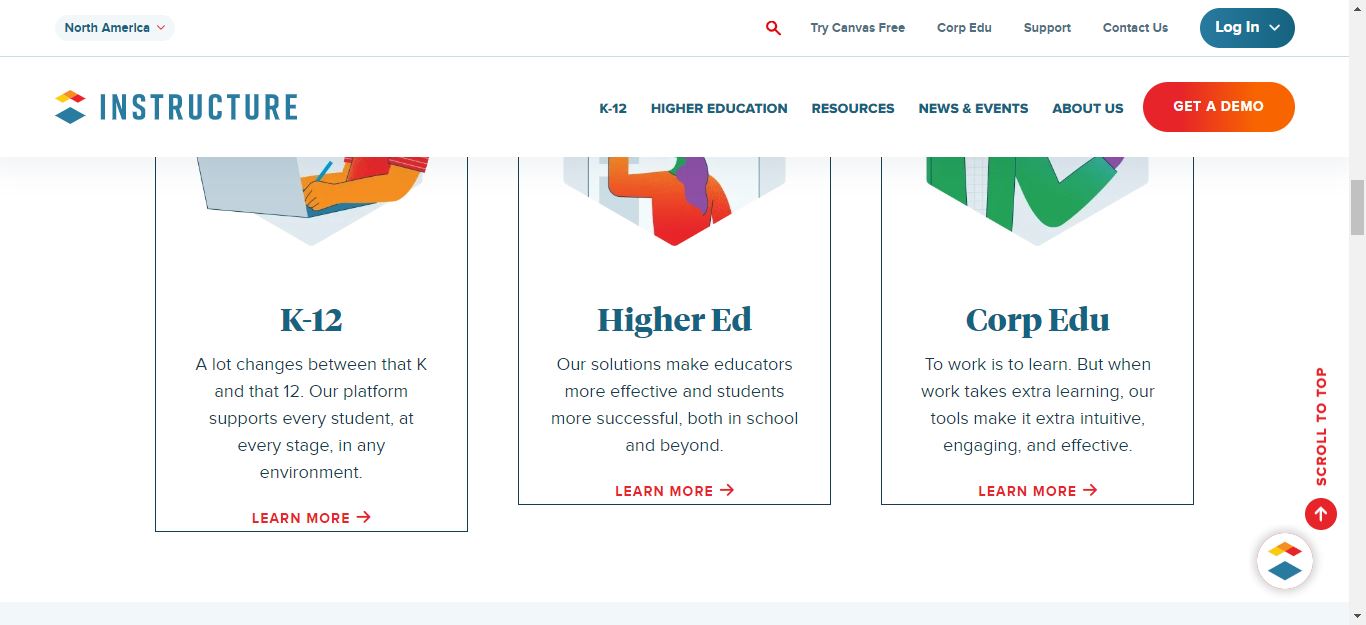 North America
Try Canvas Free
Corp Edu
Support
Contact Us
Log In
INSTRUCTURE
K-12
HIGHER EDUCATION
RESOURCES
NEWS & EVENTS
ABOUT US
GET A DEMO
K-12
A lot changes between that K
and that 12. Our platform
supports every student, at
every stage, in any
environment.
LEARN MORE
Higher Ed
Our solutions make educators
more effective and students
more successful, both in school
and beyond.
LEARN MORE
Corp Edu
To work is to learn. But when
work takes extra learning, our
tools make it extra intuitive,
engaging, and effective.
LEARN MORE
SCROLL TO TOP